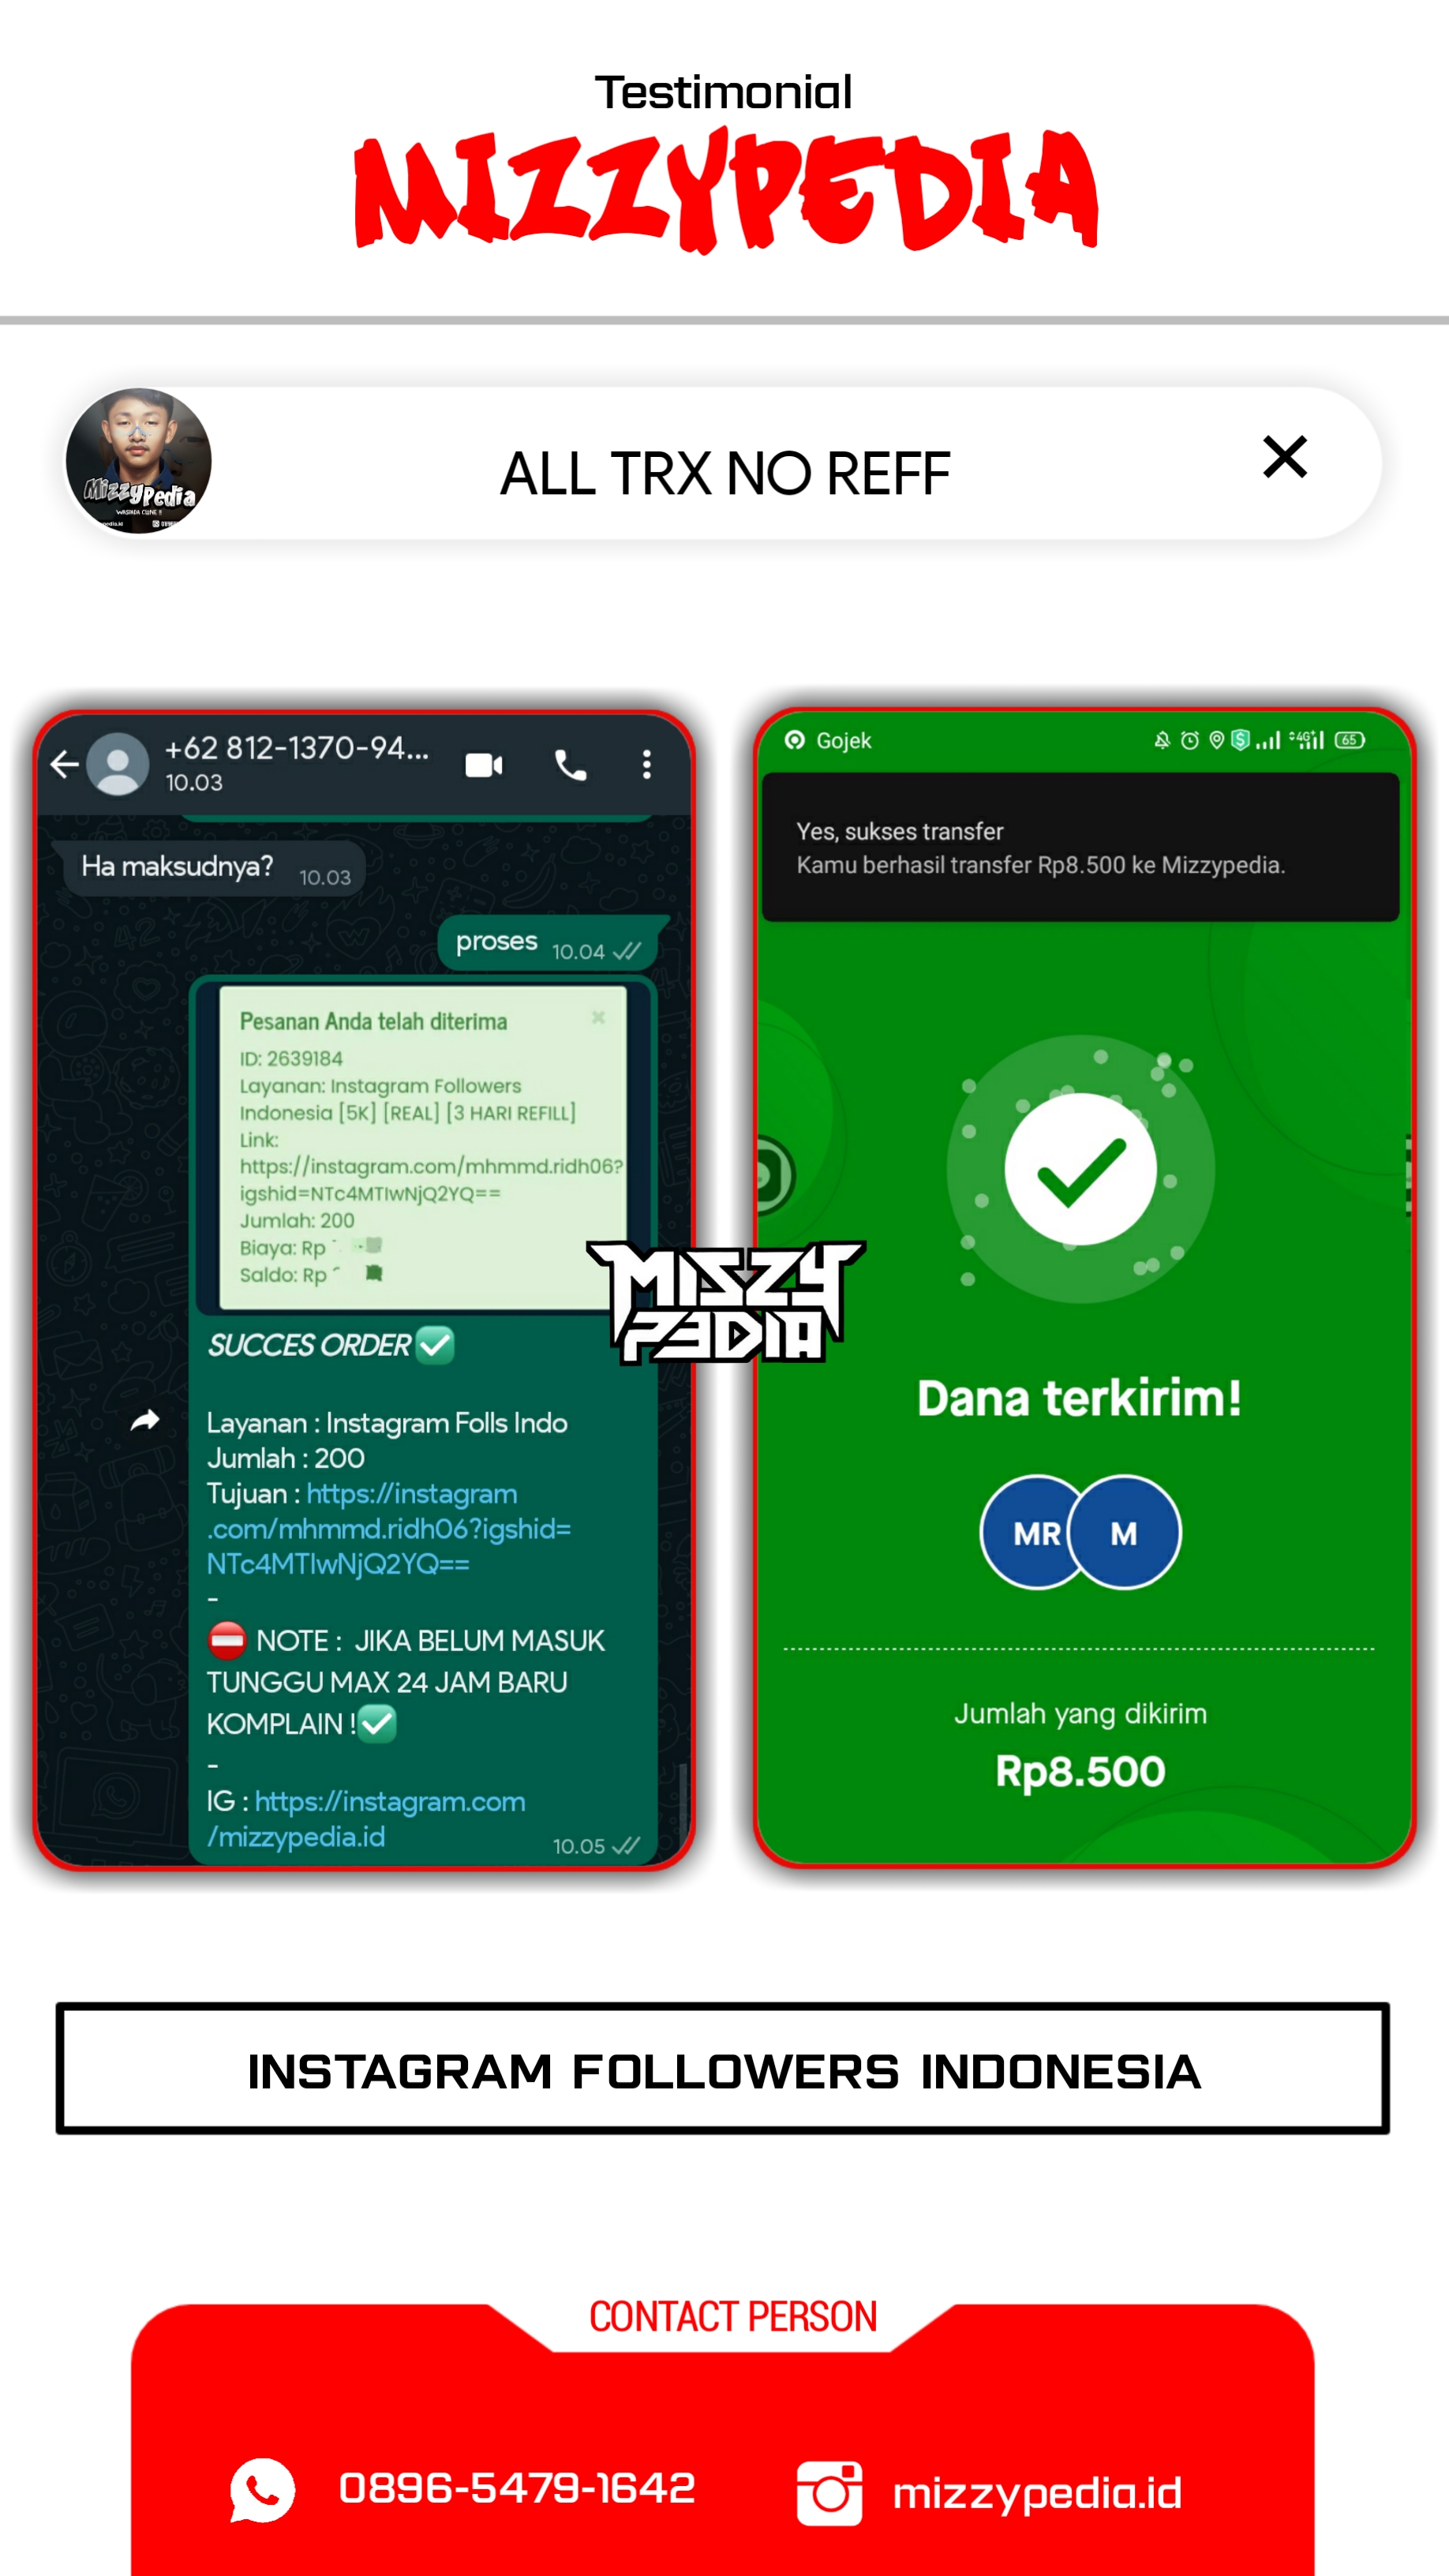 Testimonial
MIZZYPEDIA
ALL TRX NO REFF
MizzyPedia
+62 812-1370-94...
10.03
Ha maksudnya? 10.03
proses 10.04
Pesanan Anda telah diterima
ID: 2639184
Layanan: Instagram Followers
Indonesia [5K] [REAL] [3 HARI REFILL]
Link:
https://instagram.com/mhmmd.ridh06?
igshid=NTc4MTIwNjQ2YQ==
Jumlah: 200
Biaya: Rp
Saldo: Rp
SUCCES ORDER✅
Layanan : Instagram Folls Indo
Jumlah : 200
Tujuan : https://instagram
.com/mhmmd.ridh06?igshid=
NTc4MTIwNjQ2YQ==
-
⛔ NOTE : JIKA BELUM MASUK
TUNGGU MAX 24 JAM BARU
KOMPLAIN !✅
-
IG : https://instagram.com
/mizzypedia.id
10.05
Gojek
4G+
65
Yes, sukses transfer
Kamu berhasil transfer Rp8.500 ke Mizzypedia.
Dana terkirim!
MR
M
Jumlah yang dikirim
Rp8.500
MIZZY
P3DIA
INSTAGRAM FOLLOWERS INDONESIA
CONTACT PERSON
0896-5479-1642
mizzypedia.id